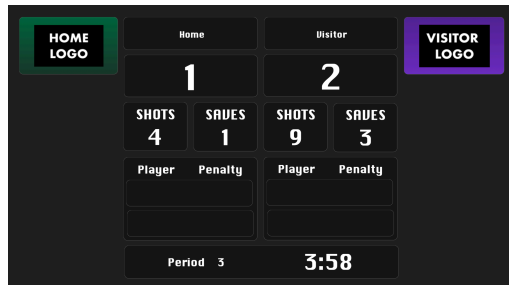 HOME
LOGO
Home
Visitor
VISITOR
LOGO
1
2
SHOTS
4
SAVES
1
SHOTS
9
SAVES
3
Player Penalty
Player Penalty
Period 3
3:58